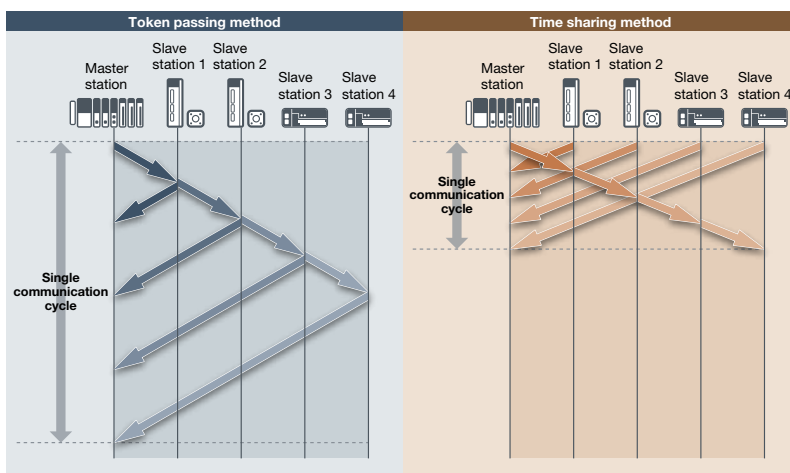 Token passing method
Master
station
Slave
station 1
Slave
station 2
Slave
station 3
Slave
station 4
Single
communication
cycle
Time sharing method
Master
station
Slave
station 1
Slave
station 2
Slave
station 3
Slave
station 4
Single
communication
cycle